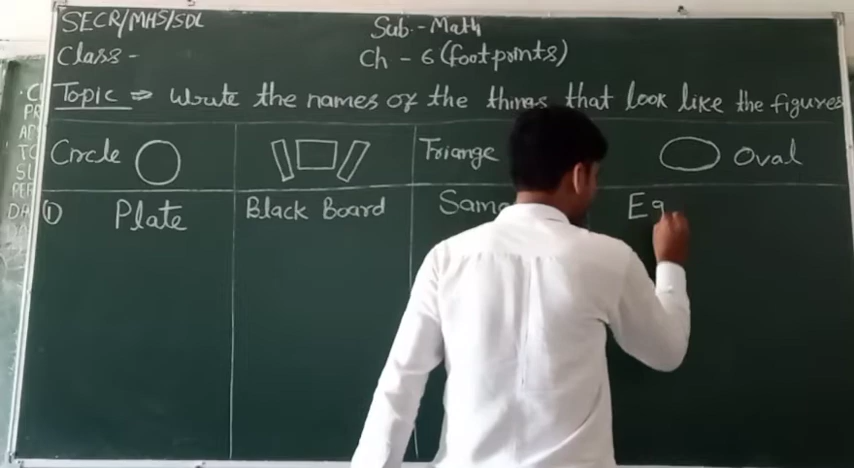 SECR/MHS/SDL
Sub.-Math
Class-
Ch - 6 (footprints)
Topic ⇒ Write the names of the things that look like the figures
Circle
Triange
Oval
① Plate
Black Board
Sam
Eg